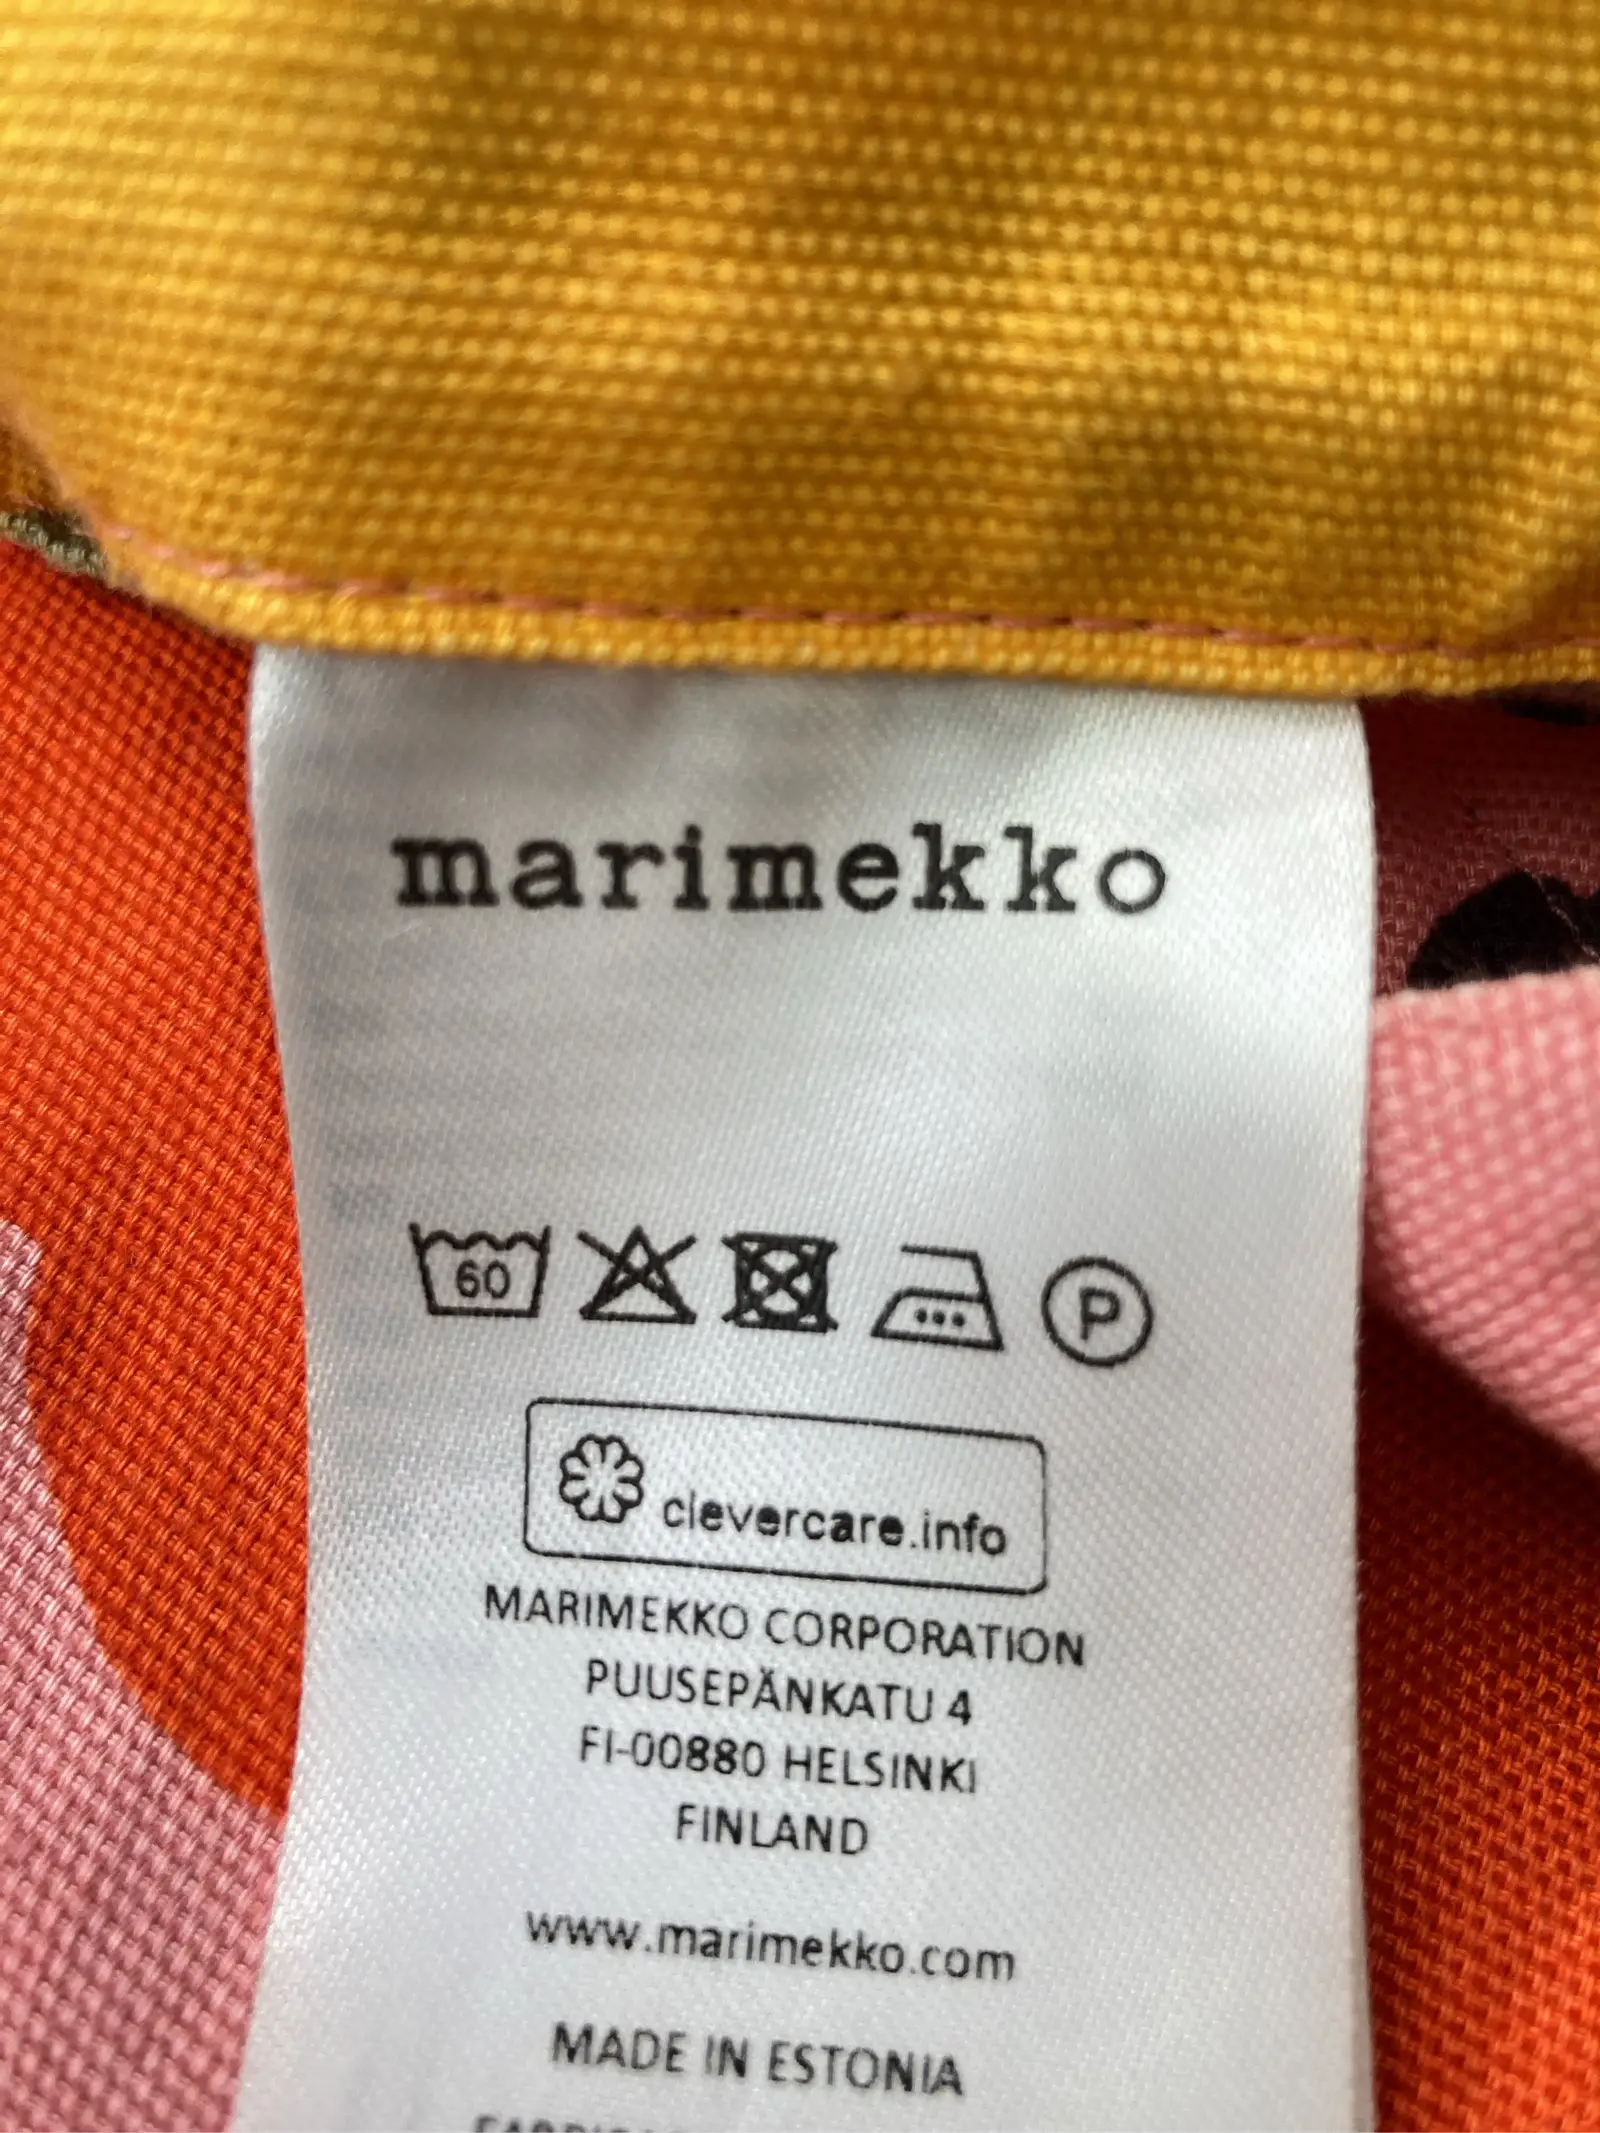 marimekko
60
P
clevercare.info
MARIMEKKO CORPORATION
PUUSEPÄNKATU 4
FI-00880 HELSINKI
FINLAND
www.marimekko.com
MADE IN ESTONIA